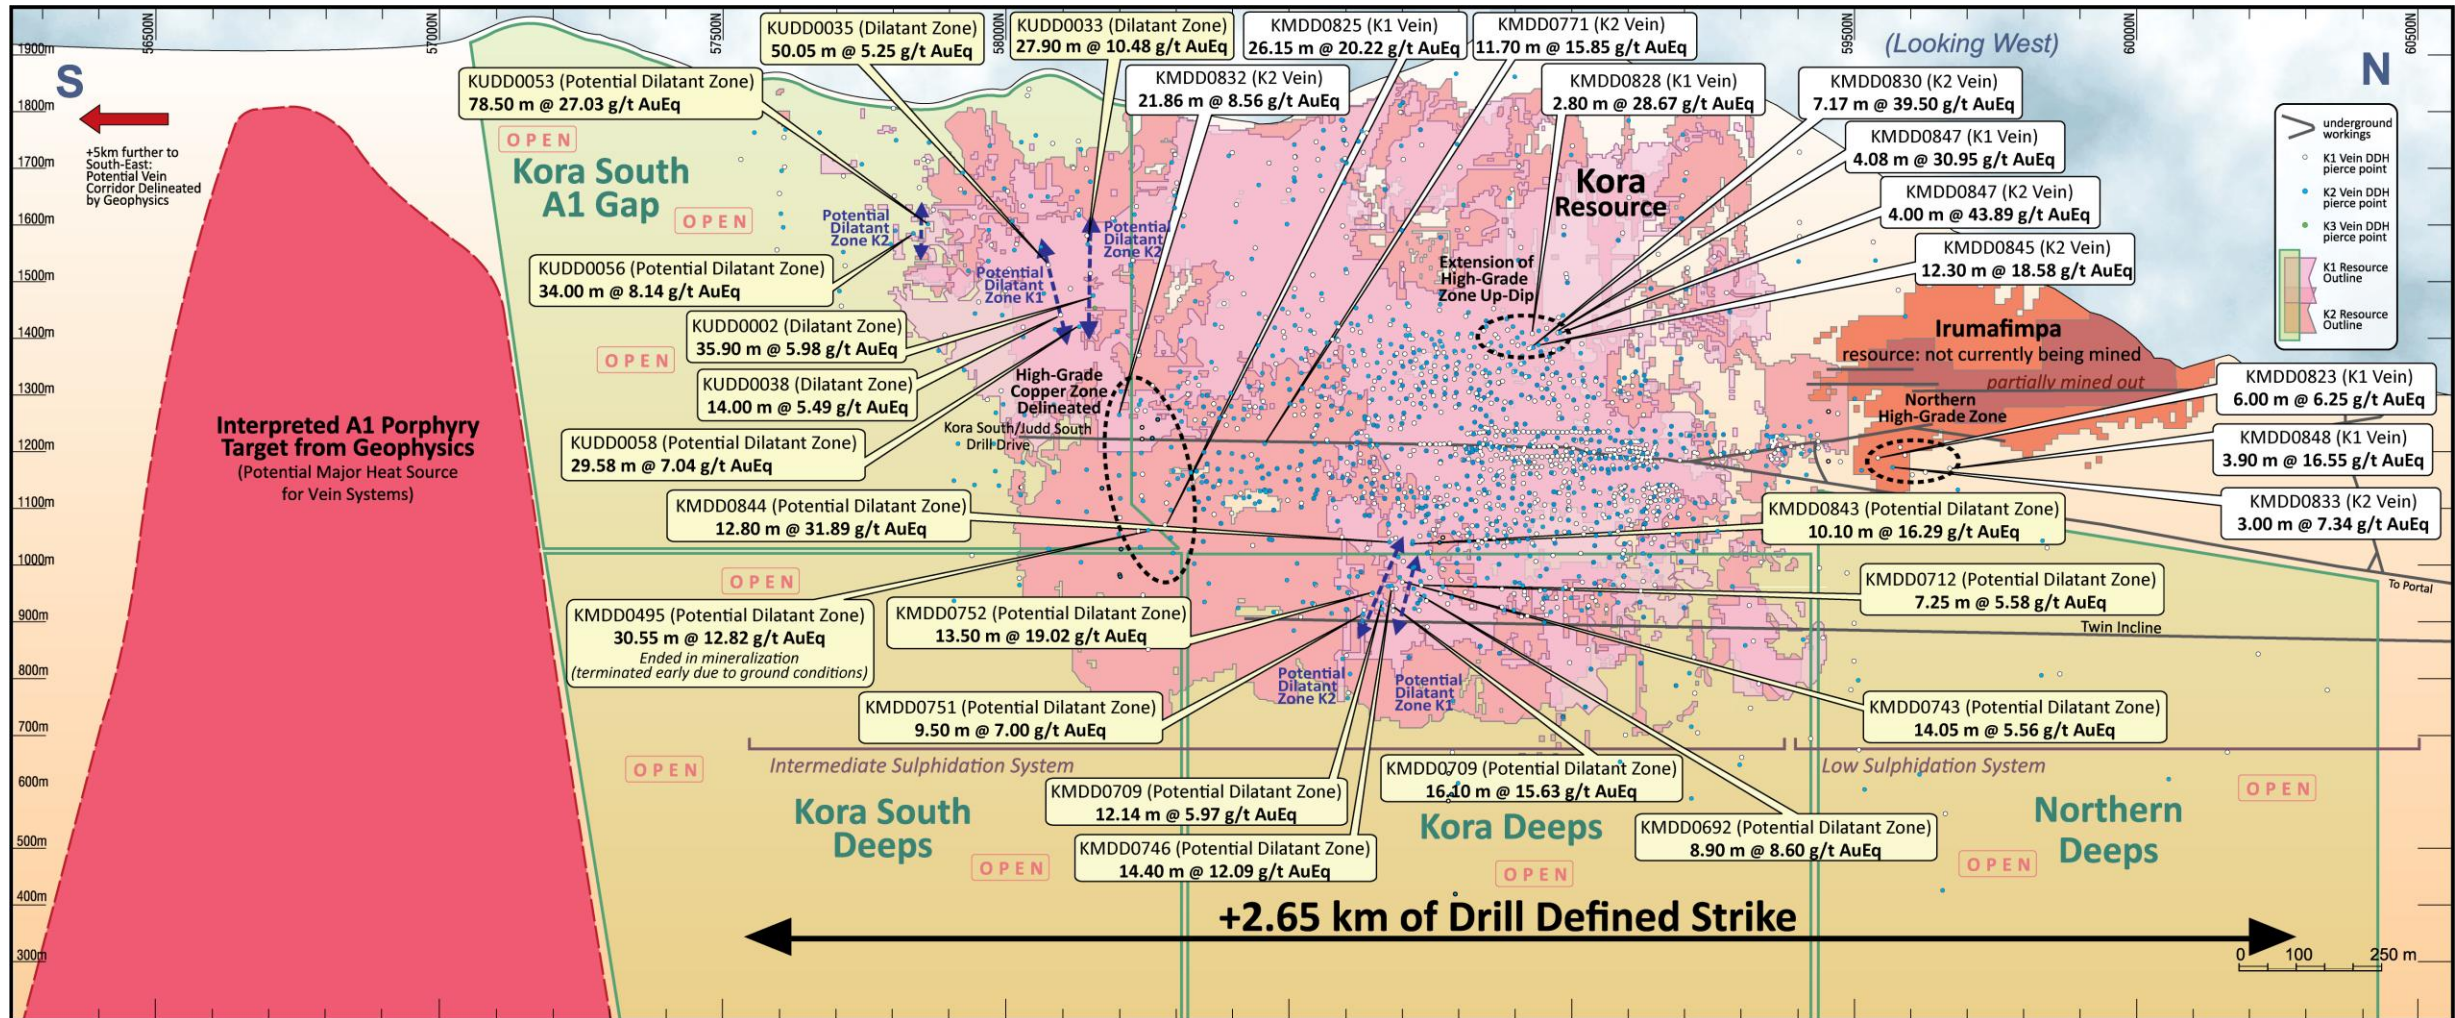 56500N
57000N
57500N
58000N
59500N
60000N
60500N
1900m
1800m
1700m
1600m
1500m
1400m
1300m
1200m
1100m
1000m
900m
800m
700m
600m
500m
400m
300m
S
N
(Looking West)
+5km further to
South-East:
Potential Vein
Corridor Delineated
by Geophysics
Interpreted A1 Porphyry
Target from Geophysics
(Potential Major Heat Source
for Vein Systems)
KUDD0035 (Dilatant Zone)
50.05 m @ 5.25 g/t AuEq
KUDD0033 (Dilatant Zone)
27.90 m @ 10.48 g/t AuEq
KMDD0825 (K1 Vein)
26.15 m @ 20.22 g/t AuEq
KMDD0771 (K2 Vein)
11.70 m @ 15.85 g/t AuEq
KUDD0053 (Potential Dilatant Zone)
78.50 m @ 27.03 g/t AuEq
KMDD0832 (K2 Vein)
21.86 m @ 8.56 g/t AuEq
KMDD0828 (K1 Vein)
2.80 m @ 28.67 g/t AuEq
KMDD0830 (K2 Vein)
7.17 m @ 39.50 g/t AuEq
KMDD0847 (K1 Vein)
4.08 m @ 30.95 g/t AuEq
KMDD0847 (K2 Vein)
4.00 m @ 43.89 g/t AuEq
KMDD0845 (K2 Vein)
12.30 m @ 18.58 g/t AuEq
underground
workings
K1 Vein DDH
pierce point
K2 Vein DDH
pierce point
K3 Vein DDH
pierce point
K1 Resource
Outline
K2 Resource
Outline
OPEN
Kora South
A1 Gap
OPEN
OPEN
Kora
Resource
Potential
Dilatant
Zone K2
Potential
Dilatant
Zone K1
Potential
Dilatant
Zone K2
Extension of
High-Grade
Zone Up-Dip
KUDD0056 (Potential Dilatant Zone)
34.00 m @ 8.14 g/t AuEq
KUDD0002 (Dilatant Zone)
35.90 m @ 5.98 g/t AuEq
KUDD0038 (Dilatant Zone)
14.00 m @ 5.49 g/t AuEq
KUDD0058 (Potential Dilatant Zone)
29.58 m @ 7.04 g/t AuEq
High-Grade
Copper Zone
Delineated
Kora South/Judd South
Drill Drive
Irumafimpa
resource: not currently being mined
partially mined out
Northern
High-Grade Zone
KMDD0823 (K1 Vein)
6.00 m @ 6.25 g/t AuEq
KMDD0848 (K1 Vein)
3.90 m @ 16.55 g/t AuEq
KMDD0833 (K2 Vein)
3.00 m @ 7.34 g/t AuEq
KMDD0844 (Potential Dilatant Zone)
12.80 m @ 31.89 g/t AuEq
KMDD0843 (Potential Dilatant Zone)
10.10 m @ 16.29 g/t AuEq
OPEN
KMDD0495 (Potential Dilatant Zone)
30.55 m @ 12.82 g/t AuEq
Ended in mineralization
(terminated early due to ground conditions)
KMDD0752 (Potential Dilatant Zone)
13.50 m @ 19.02 g/t AuEq
KMDD0712 (Potential Dilatant Zone)
7.25 m @ 5.58 g/t AuEq
To Portal
Twin Incline
KMDD0751 (Potential Dilatant Zone)
9.50 m @ 7.00 g/t AuEq
Potential
Dilatant
Zone K2
Potential
Dilatant
Zone K1
KMDD0743 (Potential Dilatant Zone)
14.05 m @ 5.56 g/t AuEq
OPEN
Intermediate Sulphidation System
Low Sulphidation System
KMDD0709 (Potential Dilatant Zone)
12.14 m @ 5.97 g/t AuEq
KMDD0709 (Potential Dilatant Zone)
16.10 m @ 15.63 g/t AuEq
KMDD0746 (Potential Dilatant Zone)
14.40 m @ 12.09 g/t AuEq
KMDD0692 (Potential Dilatant Zone)
8.90 m @ 8.60 g/t AuEq
Kora South
Deeps
OPEN
Kora Deeps
OPEN
OPEN
Northern
Deeps
OPEN
+2.65 km of Drill Defined Strike
0 100 250 m